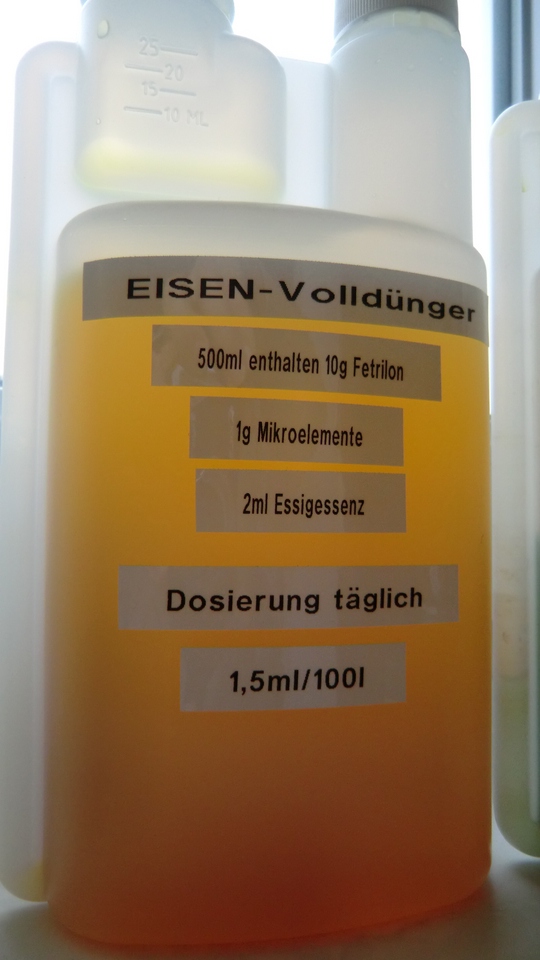 25
20
15
10 ML
EISEN-Volldünger
500ml enthalten 10g Fetrilon
1g Mikroelemente
2ml Essigessenz
Dosierung täglich
1,5ml/100l